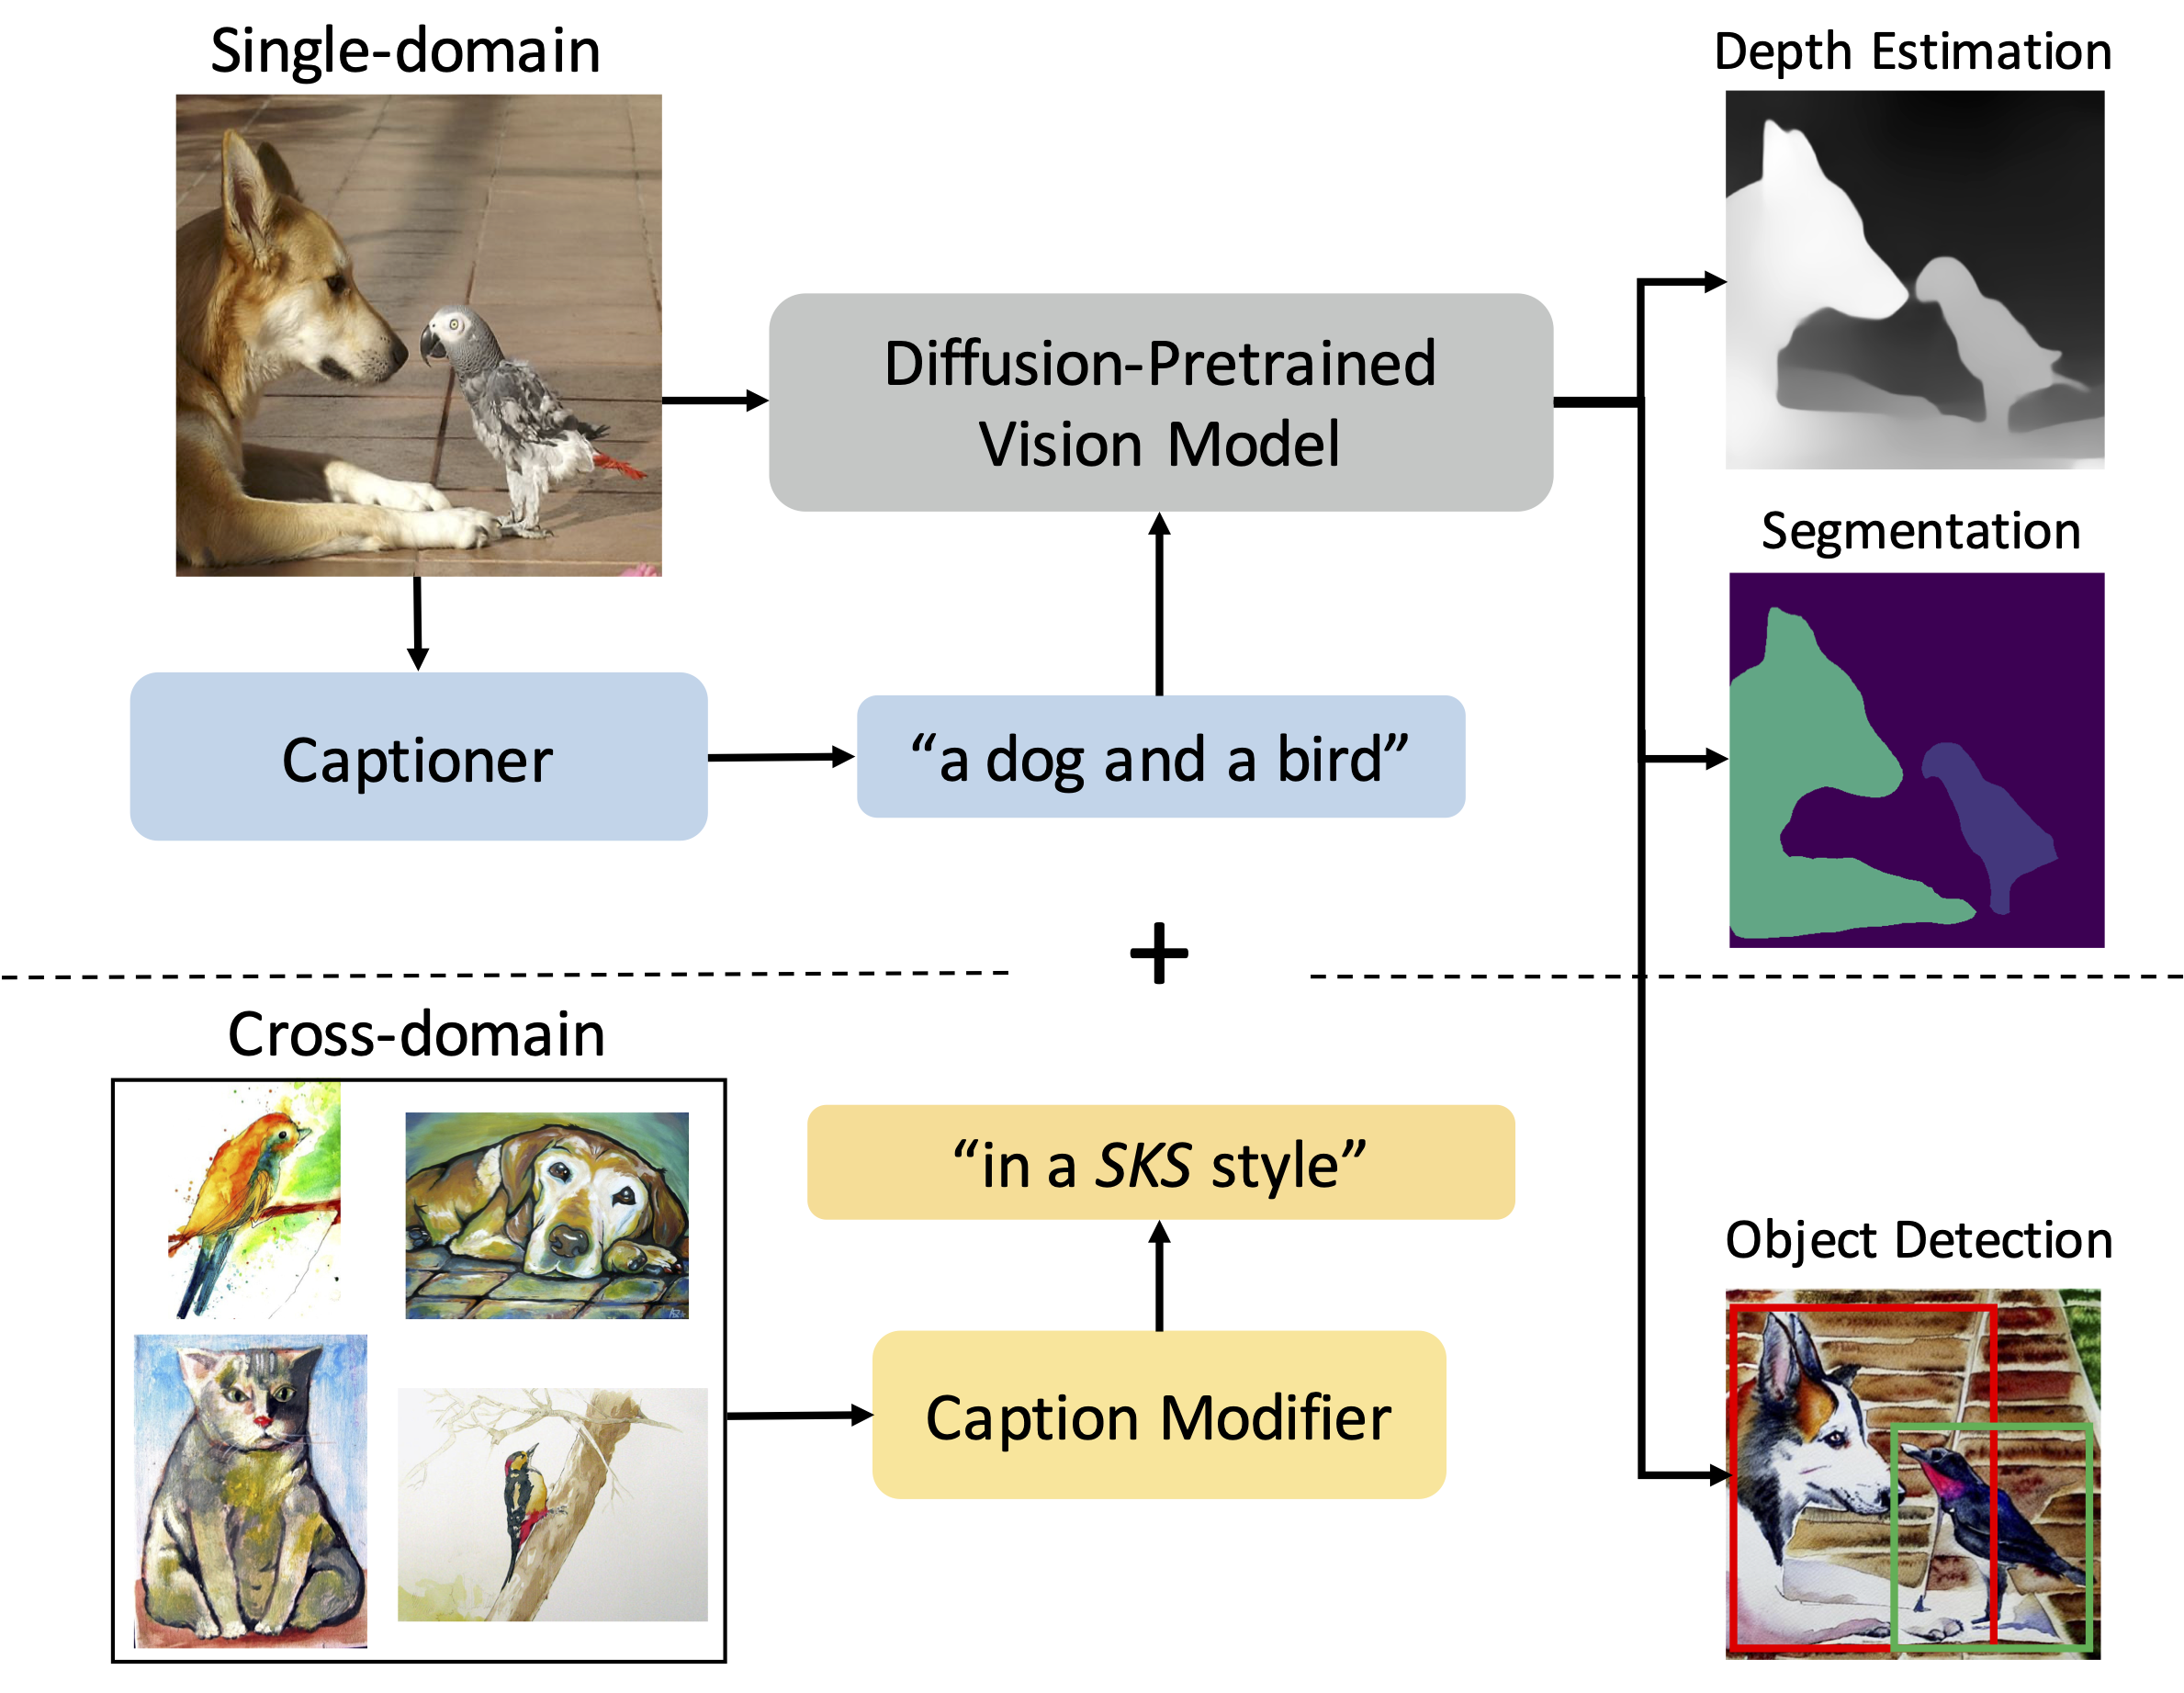 Single-domain
Depth Estimation
Diffusion-Pretrained
Vision Model
Segmentation
Captioner
“a dog and a bird”
+
Cross-domain
“in a SKS style”
Object Detection
Caption Modifier